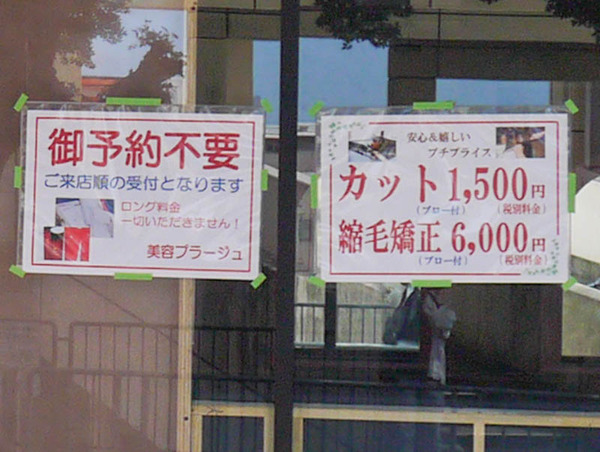 御予約不要
ご来店順の受付となります
ロング料金
一切いただきません！
美容プラージュ
安心&嬉しい
プチプライス
カット 1,500円
(ブロー付) (税別料金)
縮毛矯正 6,000円
(ブロー付) (税別料金)